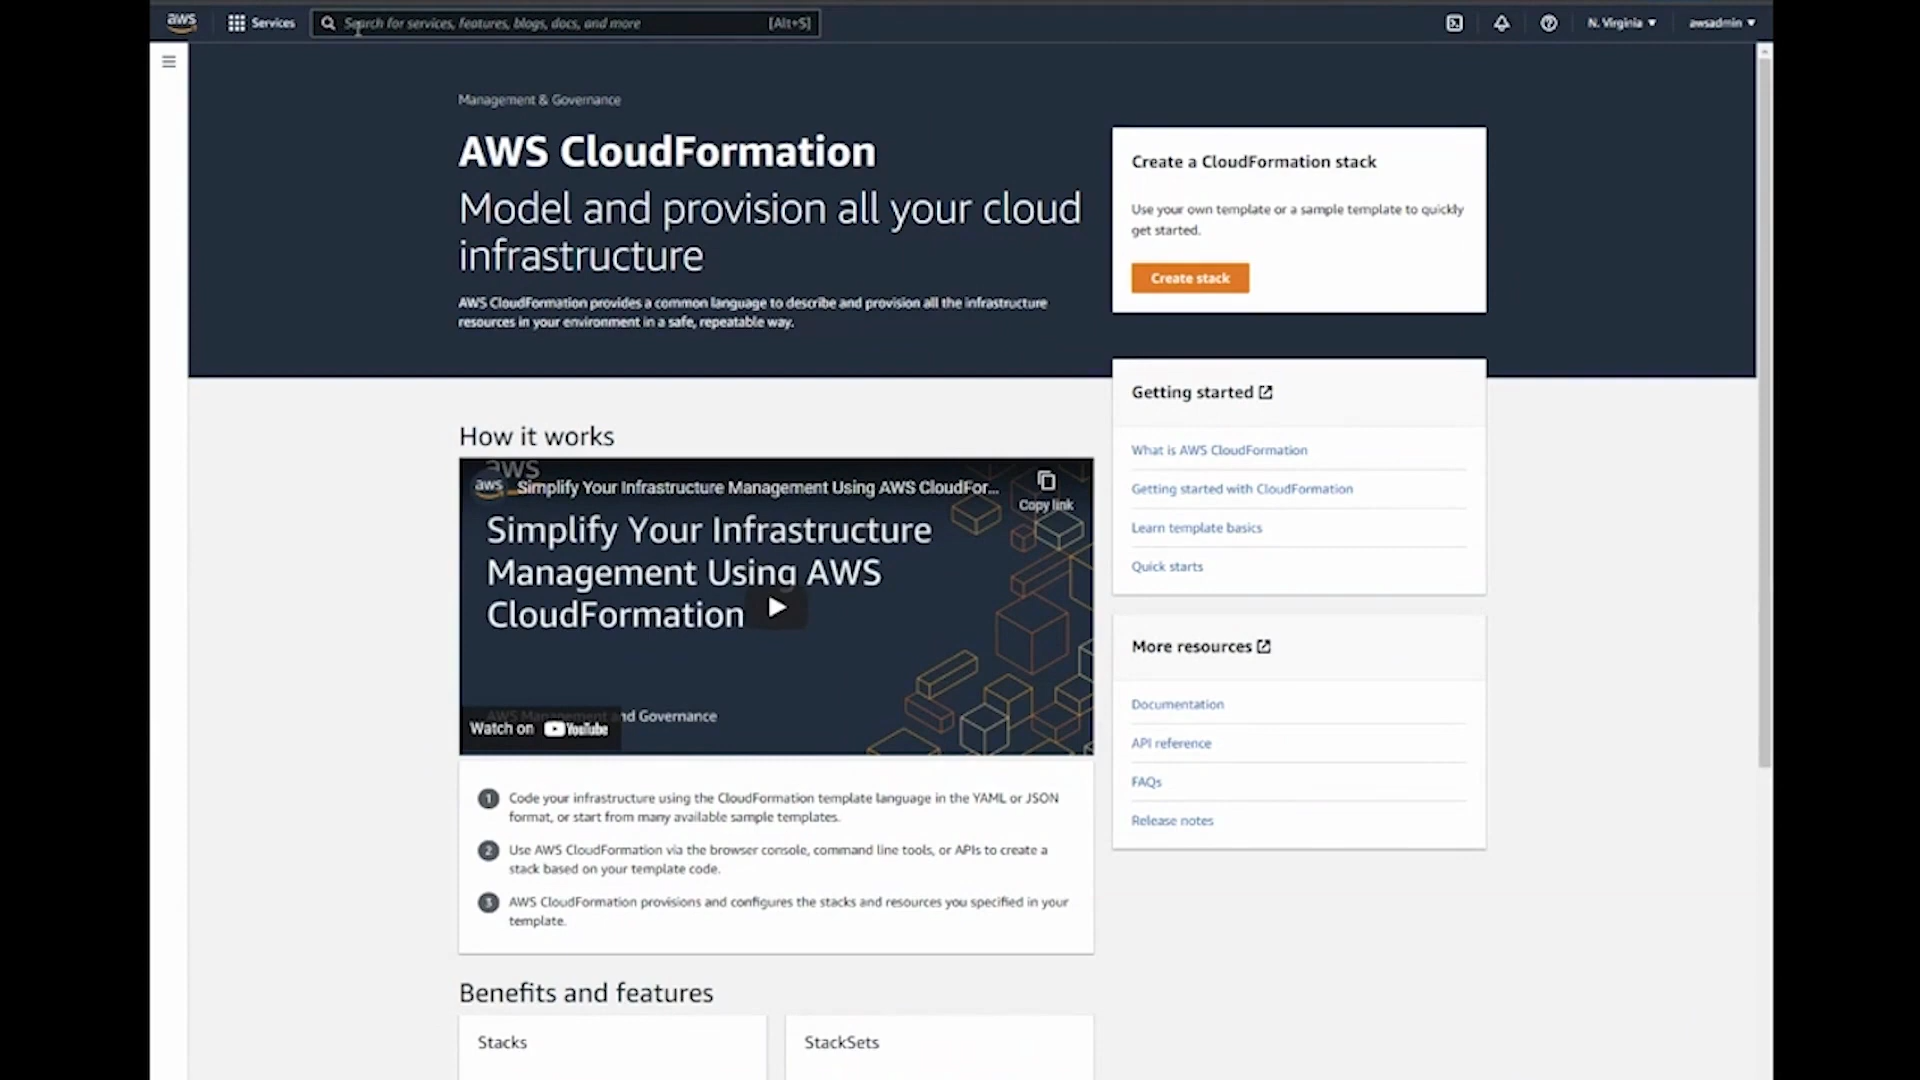 aws
Services
Search for services, features, blogs, docs, and more
[Alt+S]
N. Virginia
awsadmin
Management & Governance
AWS CloudFormation
Model and provision all your cloud
infrastructure
AWS CloudFormation provides a common language to describe and provision all the infrastructure
resources in your environment in a safe, repeatable way.
Create a CloudFormation stack
Use your own template or a sample template to quickly
get started.
Create stack
Getting started
What is AWS CloudFormation
Getting started with CloudFormation
Learn template basics
Quick starts
More resources
Documentation
API reference
FAQs
Release notes
How it works
aws
aws
Simplify Your Infrastructure Management Using AWS CloudFor...
Copy link
Simplify Your Infrastructure
Management Using AWS
CloudFormation
AWS Management and Governance
Watch on YouTube
1 Code your infrastructure using the CloudFormation template language in the YAML or JSON
format, or start from many available sample templates.
2 Use AWS CloudFormation via the browser console, command line tools, or APIs to create a
stack based on your template code.
3 AWS CloudFormation provisions and configures the stacks and resources you specified in your
template.
Benefits and features
Stacks
StackSets